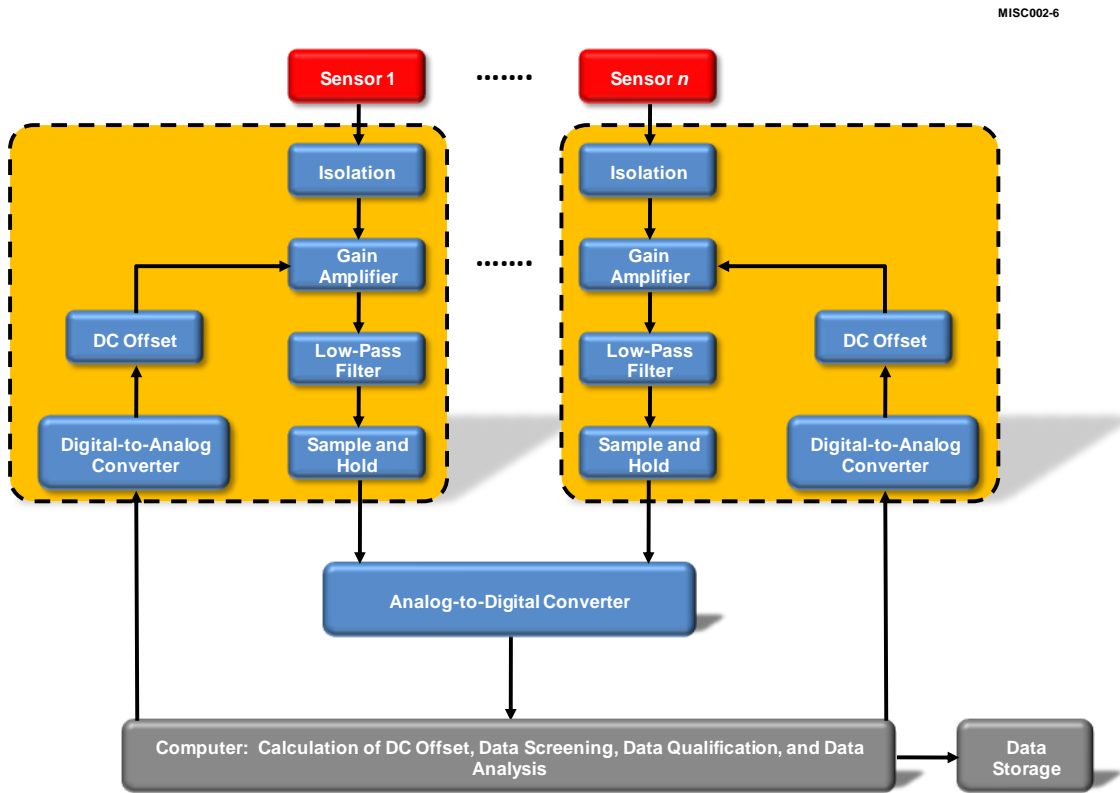 MISC002-6
Sensor 1
.......
Sensor n
Isolation
Isolation
Gain
Amplifier
.......
Gain
Amplifier
DC Offset
Low-Pass
Filter
Low-Pass
Filter
DC Offset
Digital-to-Analog
Converter
Sample and
Hold
Sample and
Hold
Digital-to-Analog
Converter
Analog-to-Digital Converter
Computer: Calculation of DC Offset, Data Screening, Data Qualification, and Data
Analysis
Data
Storage